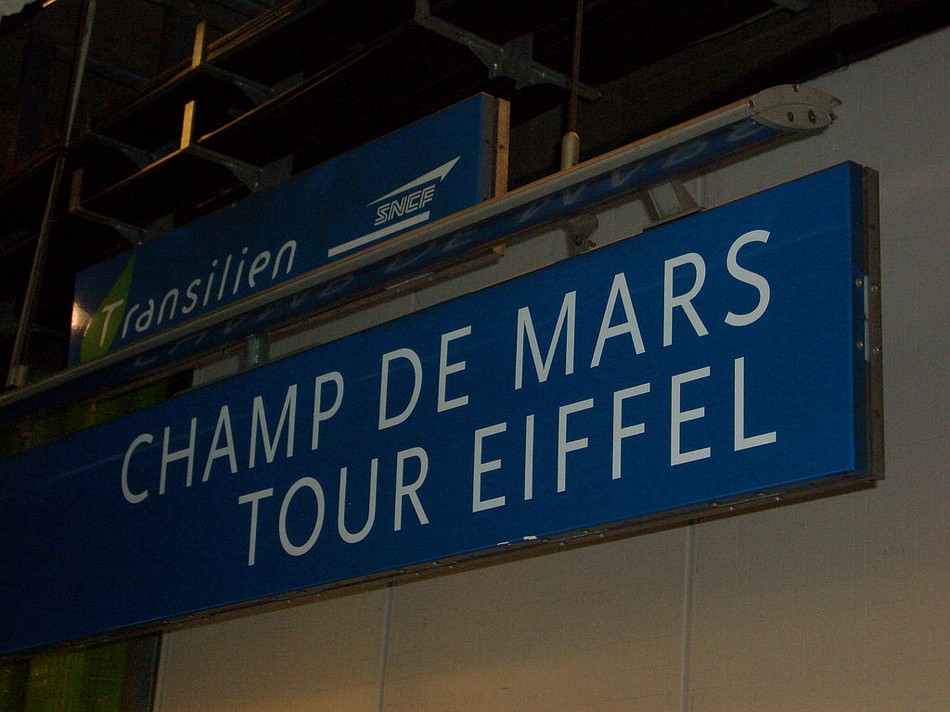 Transilien
SNCF
CHAMP DE MARS
TOUR EIFFEL